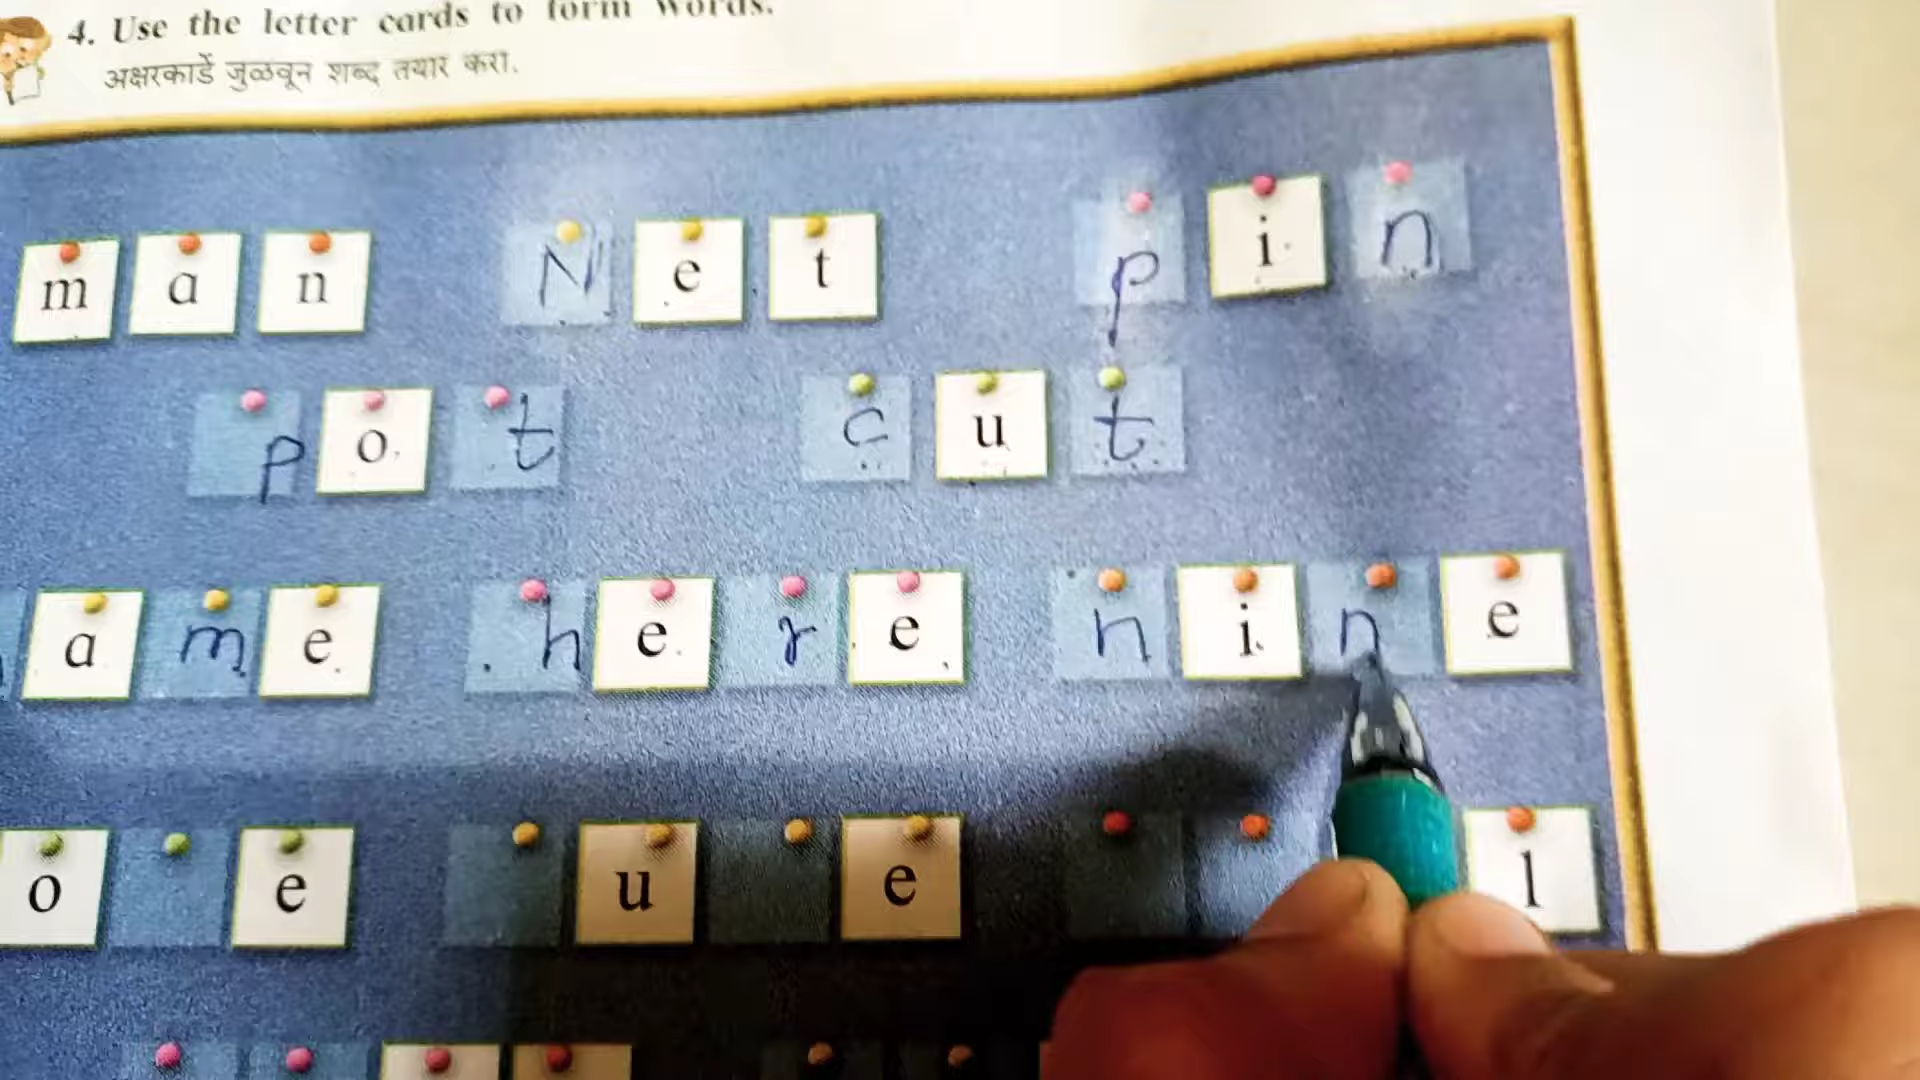 4. Use the letter cards to form words.
अक्षरकार्डे जुळवून शब्द तयार करा.
man Net pin
pot cut
ame here nine
o e u e l